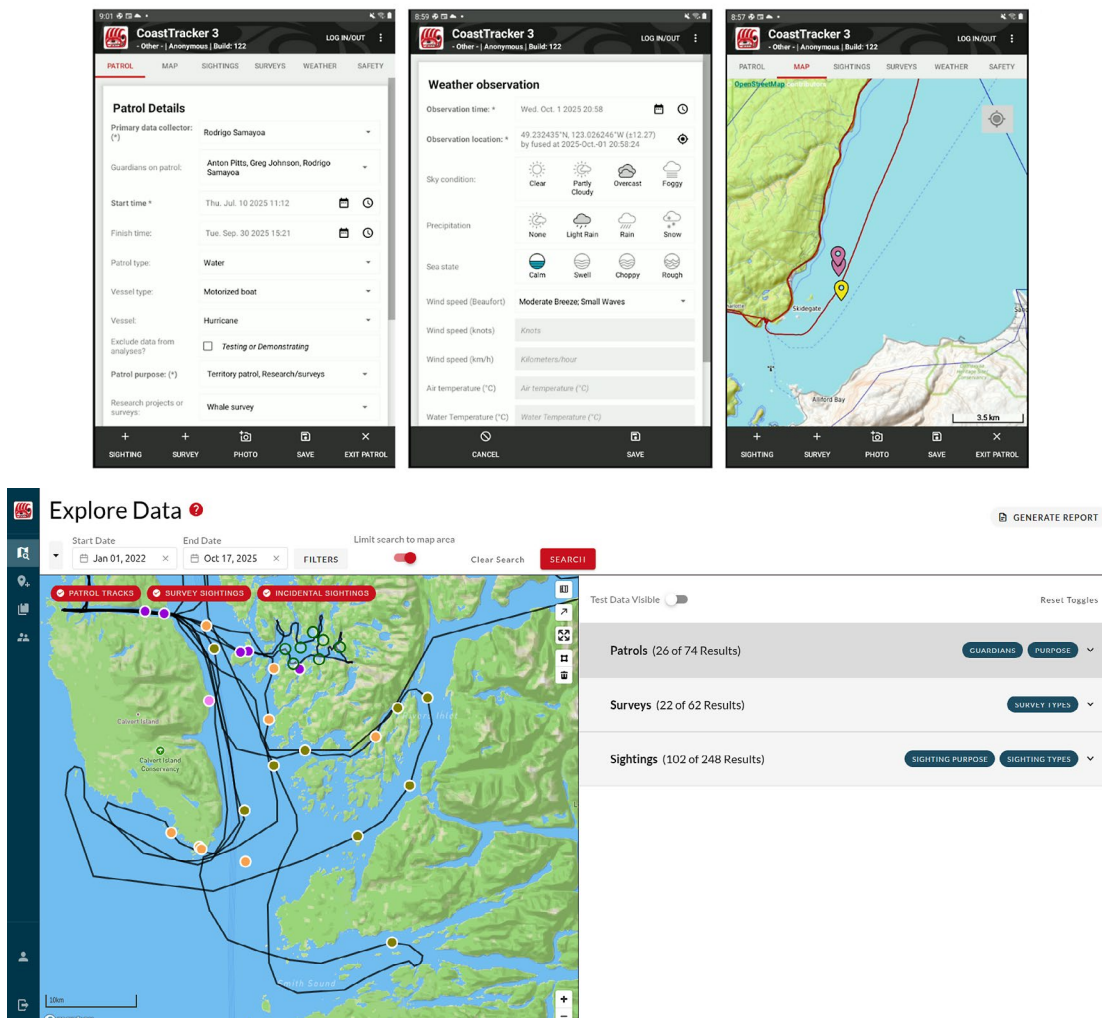 9:01
CoastTracker 3
- Other - | Anonymous | Build: 122
LOG IN/OUT
PATROL MAP SIGHTINGS SURVEYS WEATHER SAFETY
Patrol Details
Primary data collector: (*)
Rodrigo Samayoa
Guardians on patrol:
Anton Pitts, Greg Johnson, Rodrigo
Samayoa
Start time *
Thu. Jul. 10 2025 11:12
Finish time:
Tue. Sep. 30 2025 15:21
Patrol type:
Water
Vessel type:
Motorized boat
Vessel:
Hurricane
Exclude data from
analyses?
Testing or Demonstrating
Patrol purpose: (*)
Territory patrol, Research/surveys
Research projects or
surveys:
Whale survey
SIGHTING SURVEY PHOTO SAVE EXIT PATROL
8:59
CoastTracker 3
- Other - | Anonymous | Build: 122
LOG IN/OUT
PATROL MAP SIGHTINGS SURVEYS WEATHER SAFETY
Weather observation
Observation time: *
Wed. Oct. 1 2025 20:58
Observation location: *
49.232435°N, 123.026246°W (±12.27)
by fused at 2025-Oct.-01 20:58:24
Sky condition:
Clear Partly Cloudy Overcast Foggy
Precipitation
None Light Rain Rain Snow
Sea state
Calm Swell Choppy Rough
Wind speed (Beaufort)
Moderate Breeze; Small Waves
Wind speed (knots)
Knots
Wind speed (km/h)
Kilometers/hour
Air temperature (°C)
Air temperature (°C)
Water Temperature (°C)
Water Temperature (°C)
CANCEL SAVE
8:57
CoastTracker 3
- Other - | Anonymous | Build: 122
LOG IN/OUT
PATROL MAP SIGHTINGS SURVEYS WEATHER SAFETY
OpenStreetMap
Skidegate
Alliford Bay
3.5 km
SIGHTING SURVEY PHOTO SAVE EXIT PATROL
Explore Data ?
GENERATE REPORT
Start Date
Jan 01, 2022
End Date
Oct 17, 2025
FILTERS
Limit search to map area
Clear Search
SEARCH
PATROL TRACKS SURVEY SIGHTINGS INCIDENTAL SIGHTINGS
Test Data Visible
Reset Toggles
Patrols (26 of 74 Results)
GUARDIANS PURPOSE
Surveys (22 of 62 Results)
SURVEY TYPES
Sightings (102 of 248 Results)
SIGHTING PURPOSE SIGHTING TYPES
Calvert Island
Calvert Island
Conservancy
Smith Sound
10km